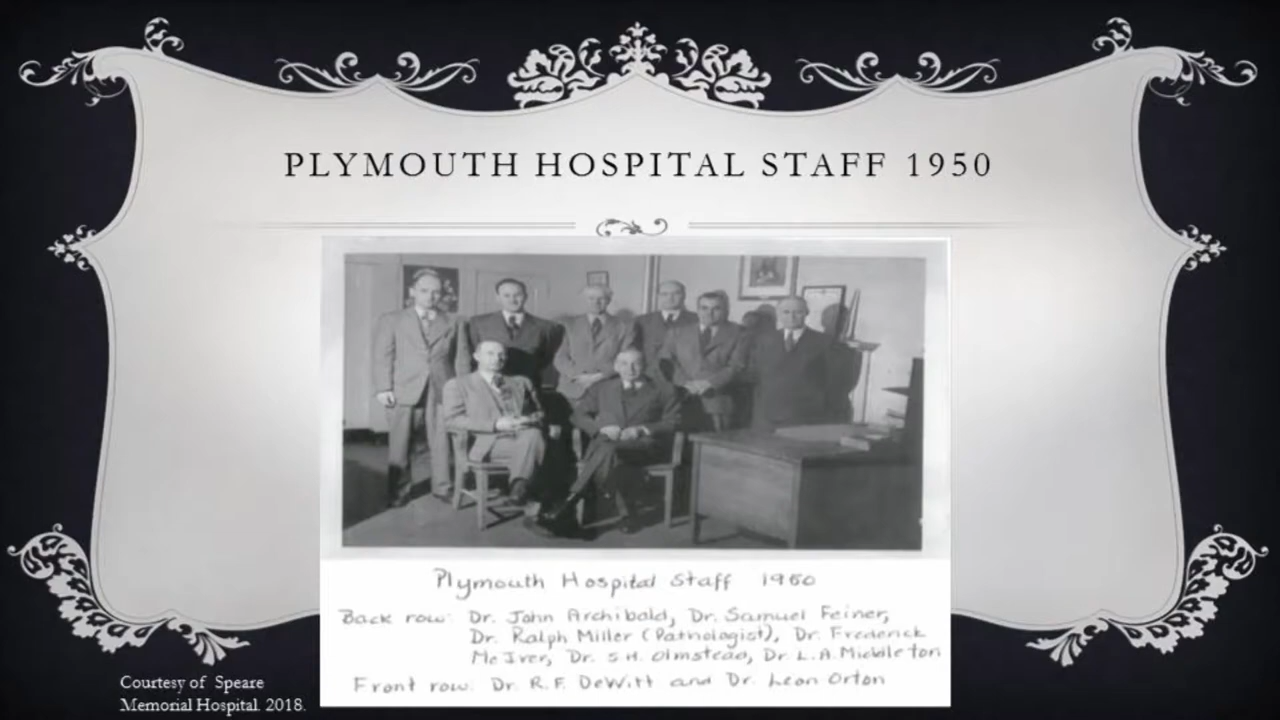 PLYMOUTH HOSPITAL STAFF 1950
Plymouth Hospital Staff 1950
Back row: Dr. John Archibald, Dr. Samuel Feiner,
Dr. Ralph Miller (Pathologist), Dr. Frederick
McIver, Dr. S.H. Olmstead, Dr. L.A. Middleton
Front row: Dr. R.F. DeWitt and Dr. Leon Orton
Courtesy of Speare
Memorial Hospital. 2018.